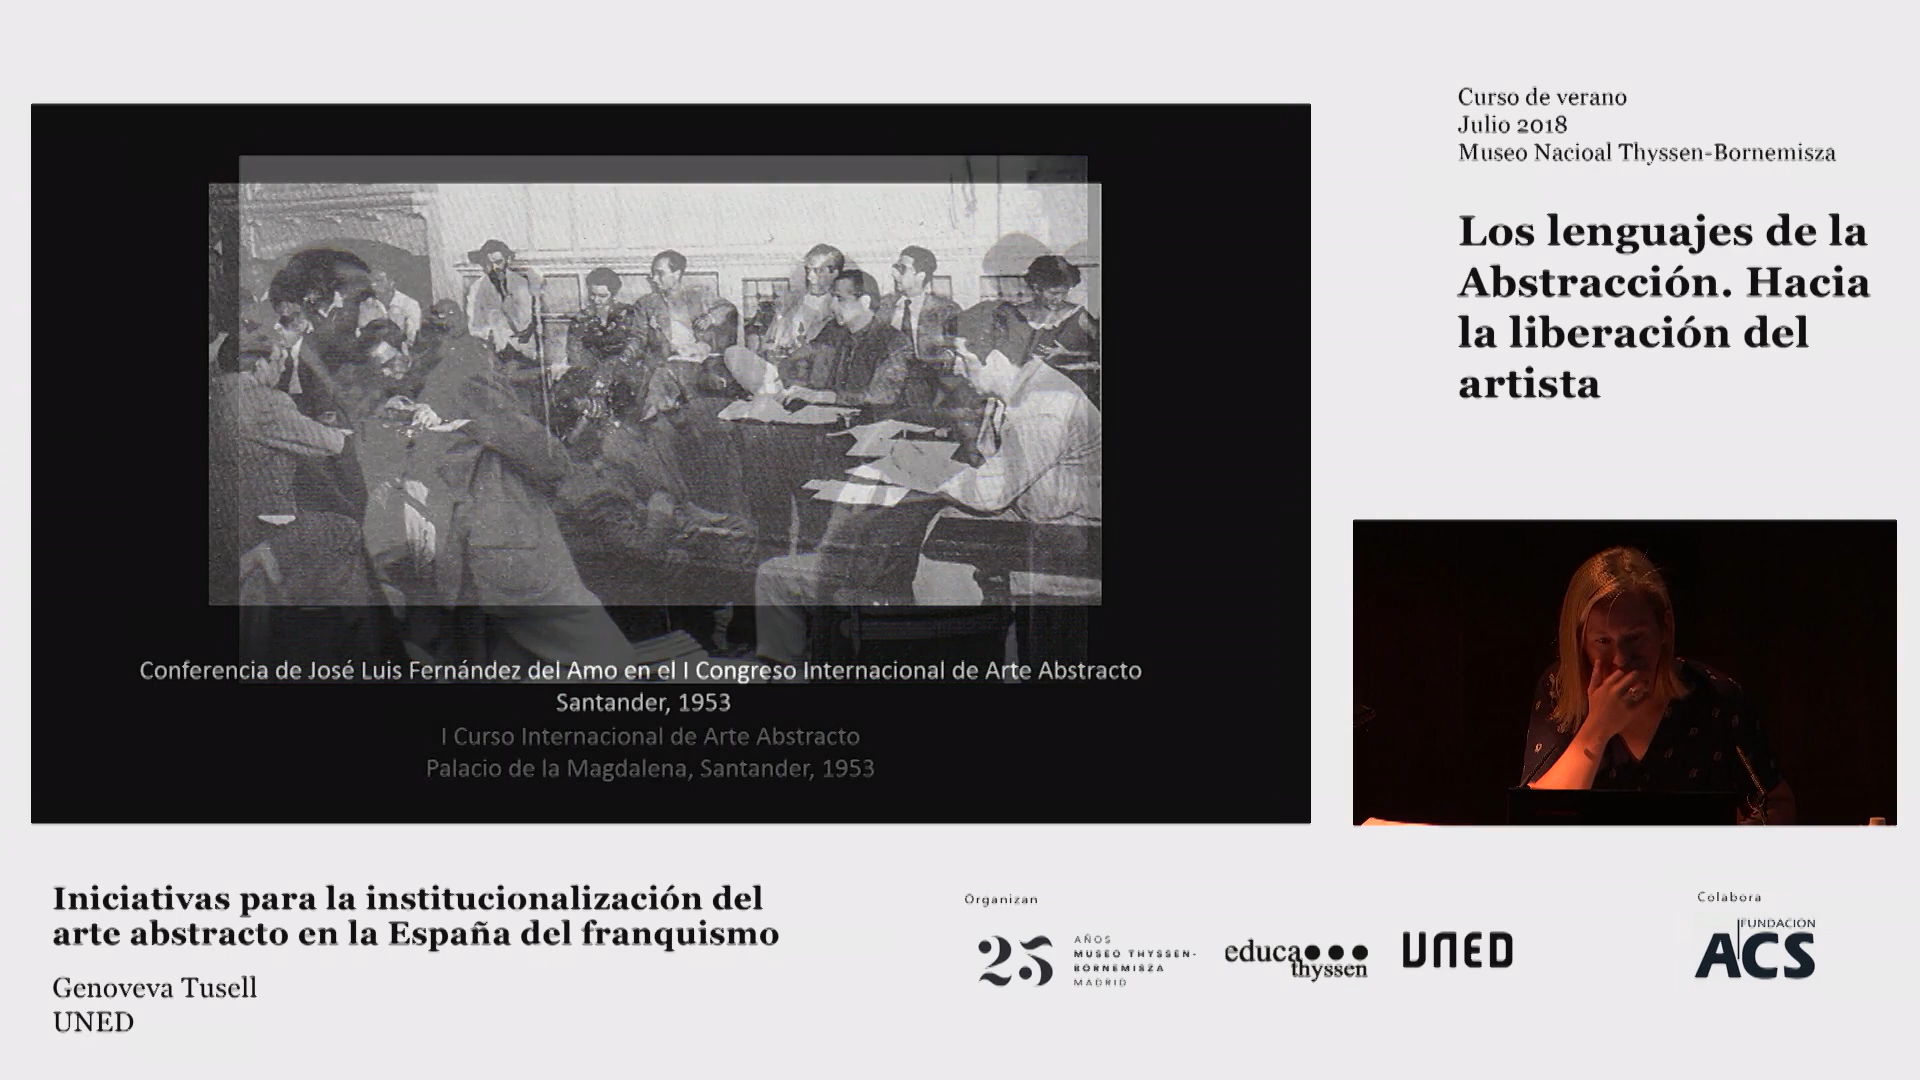 Curso de verano
Julio 2018
Museo Nacioal Thyssen-Bornemisza
Los lenguajes de la
Abstracción. Hacia
la liberación del
artista
Conferencia de José Luis Fernández del Amo en el I Congreso Internacional de Arte Abstracto
Santander, 1953
I Curso Internacional de Arte Abstracto
Palacio de la Magdalena, Santander, 1953
Iniciativas para la institucionalización del
arte abstracto en la España del franquismo
Genoveva Tusell
UNED
Organizan
25
AÑOS
MUSEO THYSSEN-
BORNEMISZA
MADRID
educa
thyssen
UNED
Colabora
FUNDACIÓN
ACS